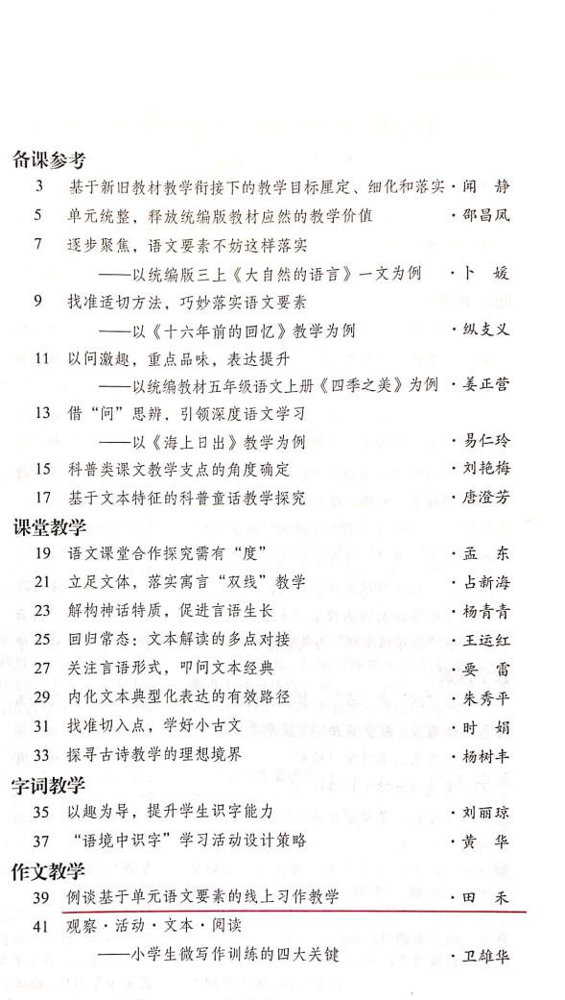 备课参考
3 基于新旧教材教学衔接下的教学目标厘定、细化和落实·闻 静
5 单元统整，释放统编版教材应然的教学价值 ·邵昌凤
7 逐步聚焦，语文要素不妨这样落实
——以统编版三上《大自然的语言》一文为例 ·卜 媛
9 找准适切方法，巧妙落实语文要素
——以《十六年前的回忆》教学为例 ·纵支义
11 以问激趣，重点品味，表达提升
——以统编教材五年级语文上册《四季之美》为例 ·姜正营
13 借“问”思辨，引领深度语文学习
——以《海上日出》教学为例 ·易仁玲
15 科普类课文教学支点的角度确定 ·刘艳梅
17 基于文本特征的科普童话教学探究 ·唐澄芳
课堂教学
19 语文课堂合作探究需有“度” ·孟 东
21 立足文体，落实寓言“双线”教学 ·占新海
23 解构神话特质，促进言语生长 ·杨青青
25 回归常态：文本解读的多点对接 ·王运红
27 关注言语形式，叩问文本经典 ·要 雷
29 内化文本典型化表达的有效路径 ·朱秀平
31 找准切入点，学好小古文 ·时 娟
33 探寻古诗教学的理想境界 ·杨树丰
字词教学
35 以趣为导，提升学生识字能力 ·刘丽琼
37 “语境中识字”学习活动设计策略 ·黄 华
作文教学
39 例谈基于单元语文要素的线上习作教学 ·田 禾
41 观察·活动·文本·阅读
——小学生微写作训练的四大关键 ·卫雄华